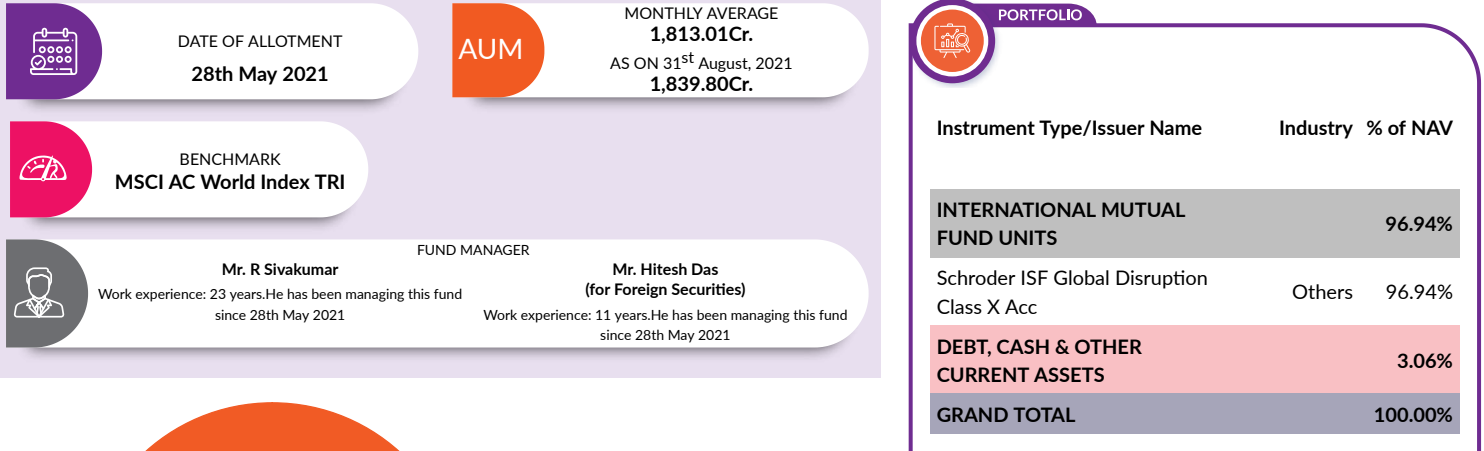 DATE OF ALLOTMENT
28th May 2021
AUM
MONTHLY AVERAGE
1,813.01Cr.
AS ON 31st August, 2021
1,839.80Cr.
BENCHMARK
MSCI AC World Index TRI
FUND MANAGER
Mr. R Sivakumar
Work experience: 23 years.He has been managing this fund
since 28th May 2021
Mr. Hitesh Das
(for Foreign Securities)
Work experience: 11 years.He has been managing this fund
since 28th May 2021
PORTFOLIO
Instrument Type/Issuer Name Industry % of NAV
INTERNATIONAL MUTUAL
FUND UNITS 96.94%
Schroder ISF Global Disruption
Class X Acc Others 96.94%
DEBT, CASH & OTHER
CURRENT ASSETS 3.06%
GRAND TOTAL 100.00%